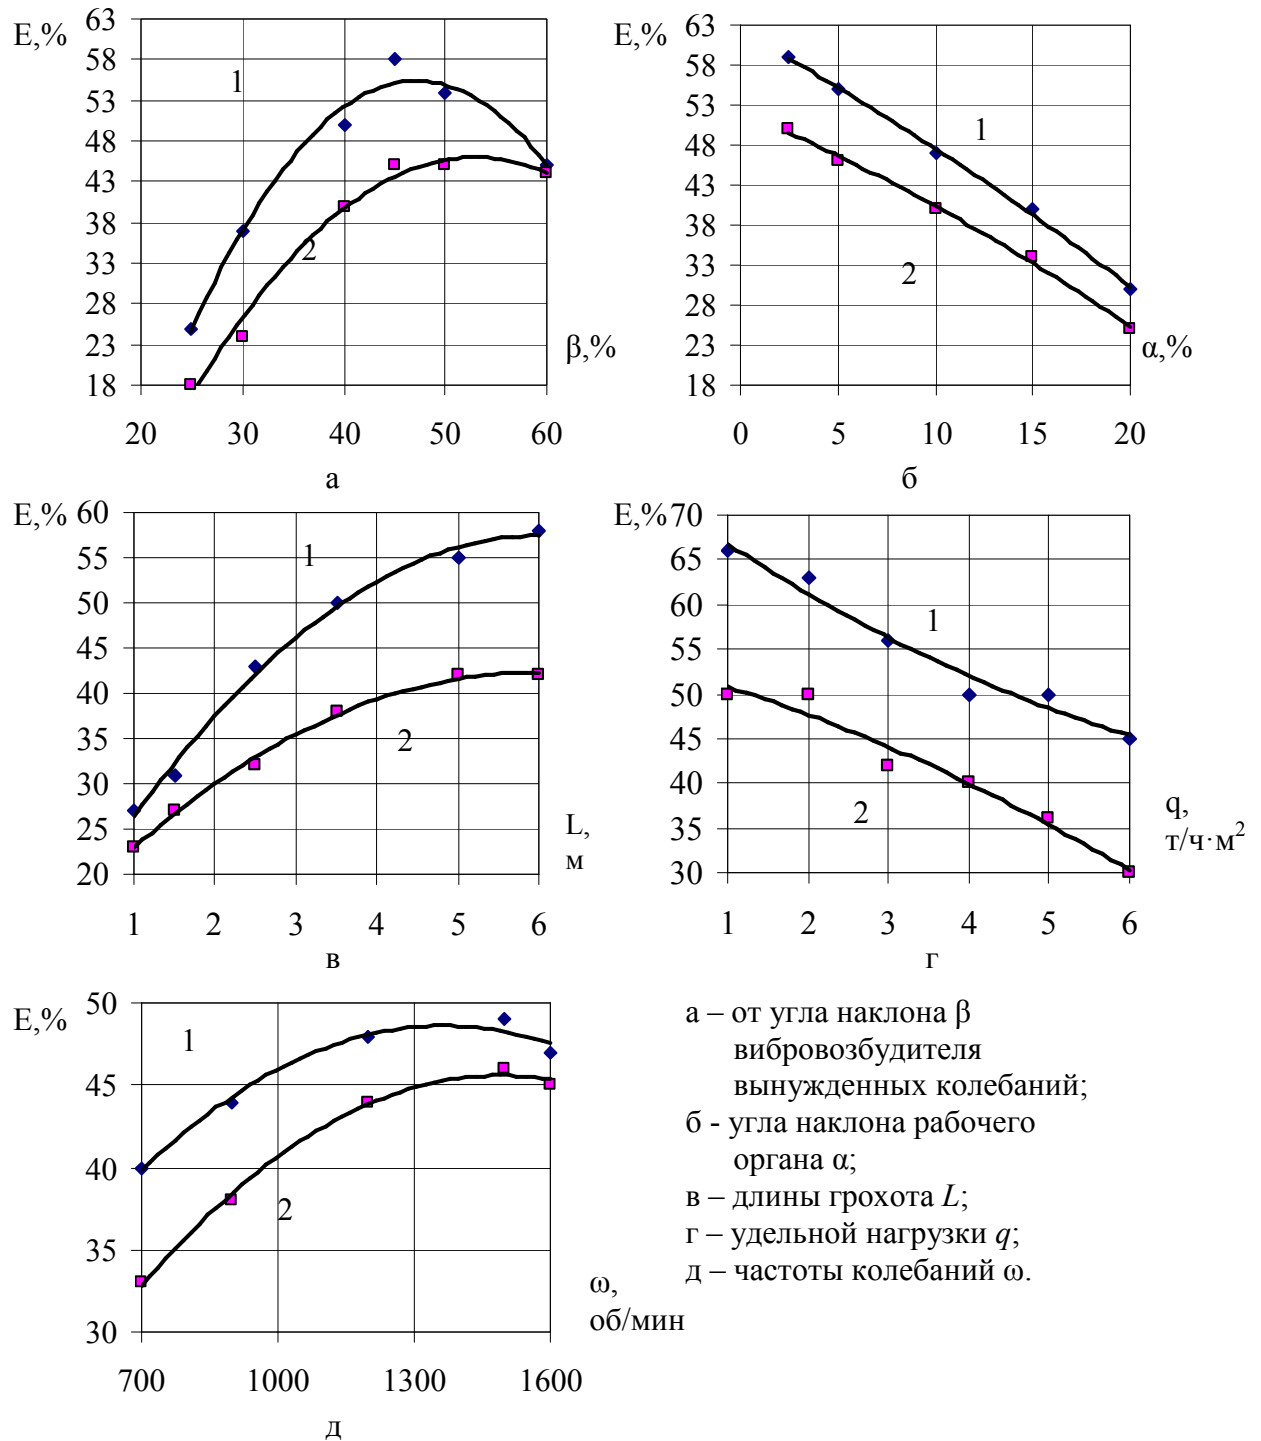 E,%
63
58
53
48
43
38
33
28
23
18
1
2
β,%
20 30 40 50 60
а
E,%
63
58
53
48
43
38
33
28
23
18
1
2
α,%
0 5 10 15 20
б
E,%
60
55
50
45
40
35
30
25
20
1
2
L,
м
1 2 3 4 5 6
в
E,%
70
65
60
55
50
45
40
35
30
1
2
q,
т/ч·м²
1 2 3 4 5 6
г
E,%
50
45
40
35
30
1
2
ω,
об/мин
700 1000 1300 1600
д
а – от угла наклона β
вибровозбудителя
вынужденных колебаний;
б - угла наклона рабочего
органа α;
в – длины грохота L;
г – удельной нагрузки q;
д – частоты колебаний ω.